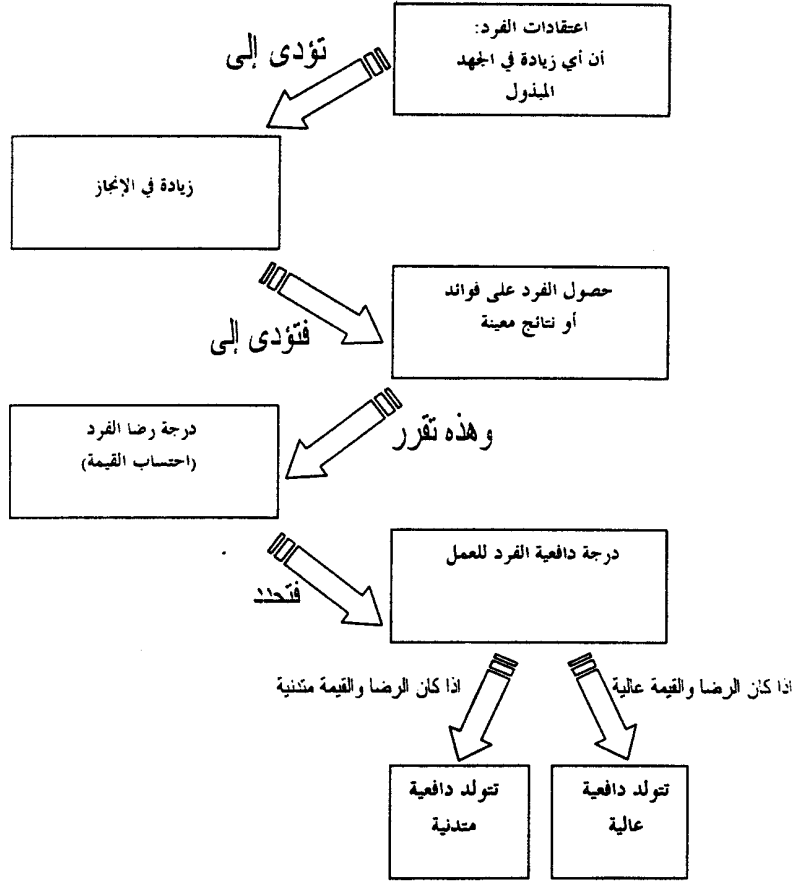 اعتقادات الفرد:
أن أي زيادة في الجهد
المبذول
تؤدى إلى
زيادة في الإنجاز
حصول الفرد على فوائد
أو نتائج معينة
فتؤدى إلى
وهذه تقرر
درجة رضا الفرد
(احتساب القيمة)
درجة دافعية الفرد للعمل
فتحدد
اذا كان الرضا والقيمة عالية
اذا كان الرضا والقيمة متدنية
تتولد دافعية
عالية
تتولد دافعية
متدنية